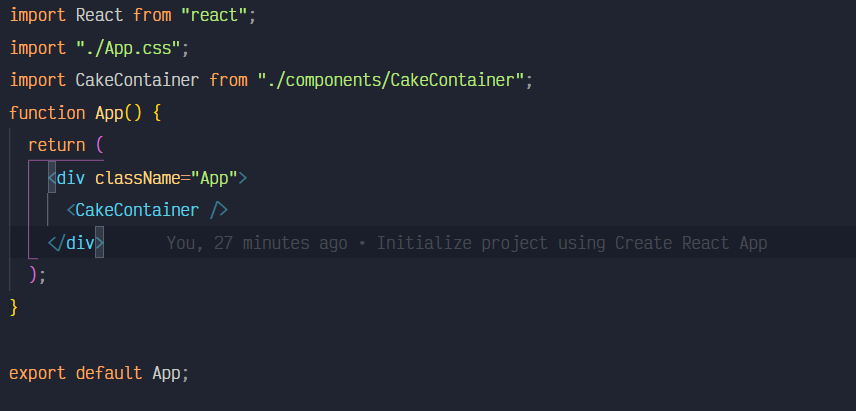 import React from "react";
import "./App.css";
import CakeContainer from "./components/CakeContainer";
function App() {
  return (
    <div className="App">
      <CakeContainer />
    </div>      You, 27 minutes ago • Initialize project using Create React App
  );
}

export default App;